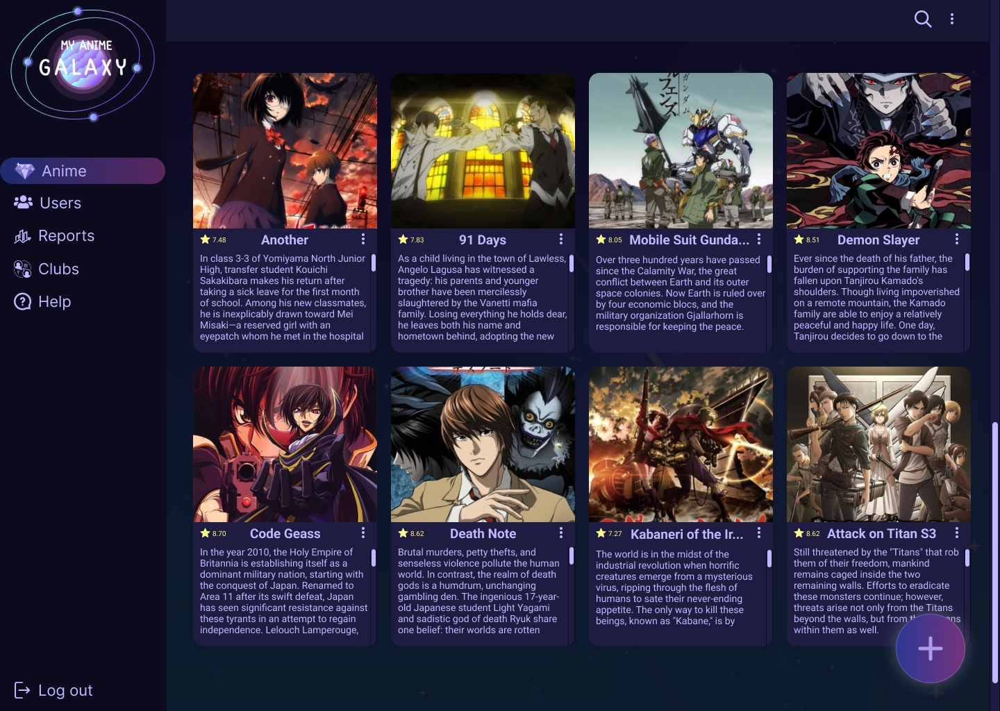 MY ANIME
GALAXY
Anime
Users
Reports
Clubs
Help
Log out
ルフェンズ
ガンダム
7.48
Another
In class 3-3 of Yomiyama North Junior
High, transfer student Kouichi
Sakakibara makes his return after
taking a sick leave for the first month
of school. Among his new classmates,
he is inexplicably drawn toward Mei
Misaki—a reserved girl with an
eyepatch whom he met in the hospital
7.83
91 Days
As a child living in the town of Lawless,
Angelo Lagusa has witnessed a
tragedy: his parents and younger
brother have been mercilessly
slaughtered by the Vanetti mafia
family. Losing everything he holds dear,
he leaves both his name and
hometown behind, adopting the new
8.05
Mobile Suit Gunda...
Over three hundred years have passed
since the Calamity War, the great
conflict between Earth and its outer
space colonies. Now Earth is ruled over
by four economic blocs, and the
military organization Gjallarhorn is
responsible for keeping the peace.
8.51
Demon Slayer
Ever since the death of his father, the
burden of supporting the family has
fallen upon Tanjirou Kamado's
shoulders. Though living impoverished
on a remote mountain, the Kamado
family are able to enjoy a relatively
peaceful and happy life. One day,
Tanjirou decides to go down to the
8.70
Code Geass
In the year 2010, the Holy Empire of
Britannia is establishing itself as a
dominant military nation, starting with
the conquest of Japan. Renamed to
Area 11 after its swift defeat, Japan
has seen significant resistance against
these tyrants in an attempt to regain
independence. Lelouch Lamperouge,
デスノート
8.62
Death Note
Brutal murders, petty thefts, and
senseless violence pollute the human
world. In contrast, the realm of death
gods is a humdrum, unchanging
gambling den. The ingenious 17-year-
old Japanese student Light Yagami
and sadistic god of death Ryuk share
one belief: their worlds are rotten
7.27
Kabaneri of the Ir...
The world is in the midst of the
industrial revolution when horrific
creatures emerge from a mysterious
virus, ripping through the flesh of
humans to sate their never-ending
appetite. The only way to kill these
beings, known as "Kabane," is by
8.62
Attack on Titan S3
Still threatened by the "Titans" that rob
them of their freedom, mankind
remains caged inside the two
remaining walls. Efforts to eradicate
these monsters continue; however,
threats arise not only from the Titans
beyond the walls, but from
within them as well.